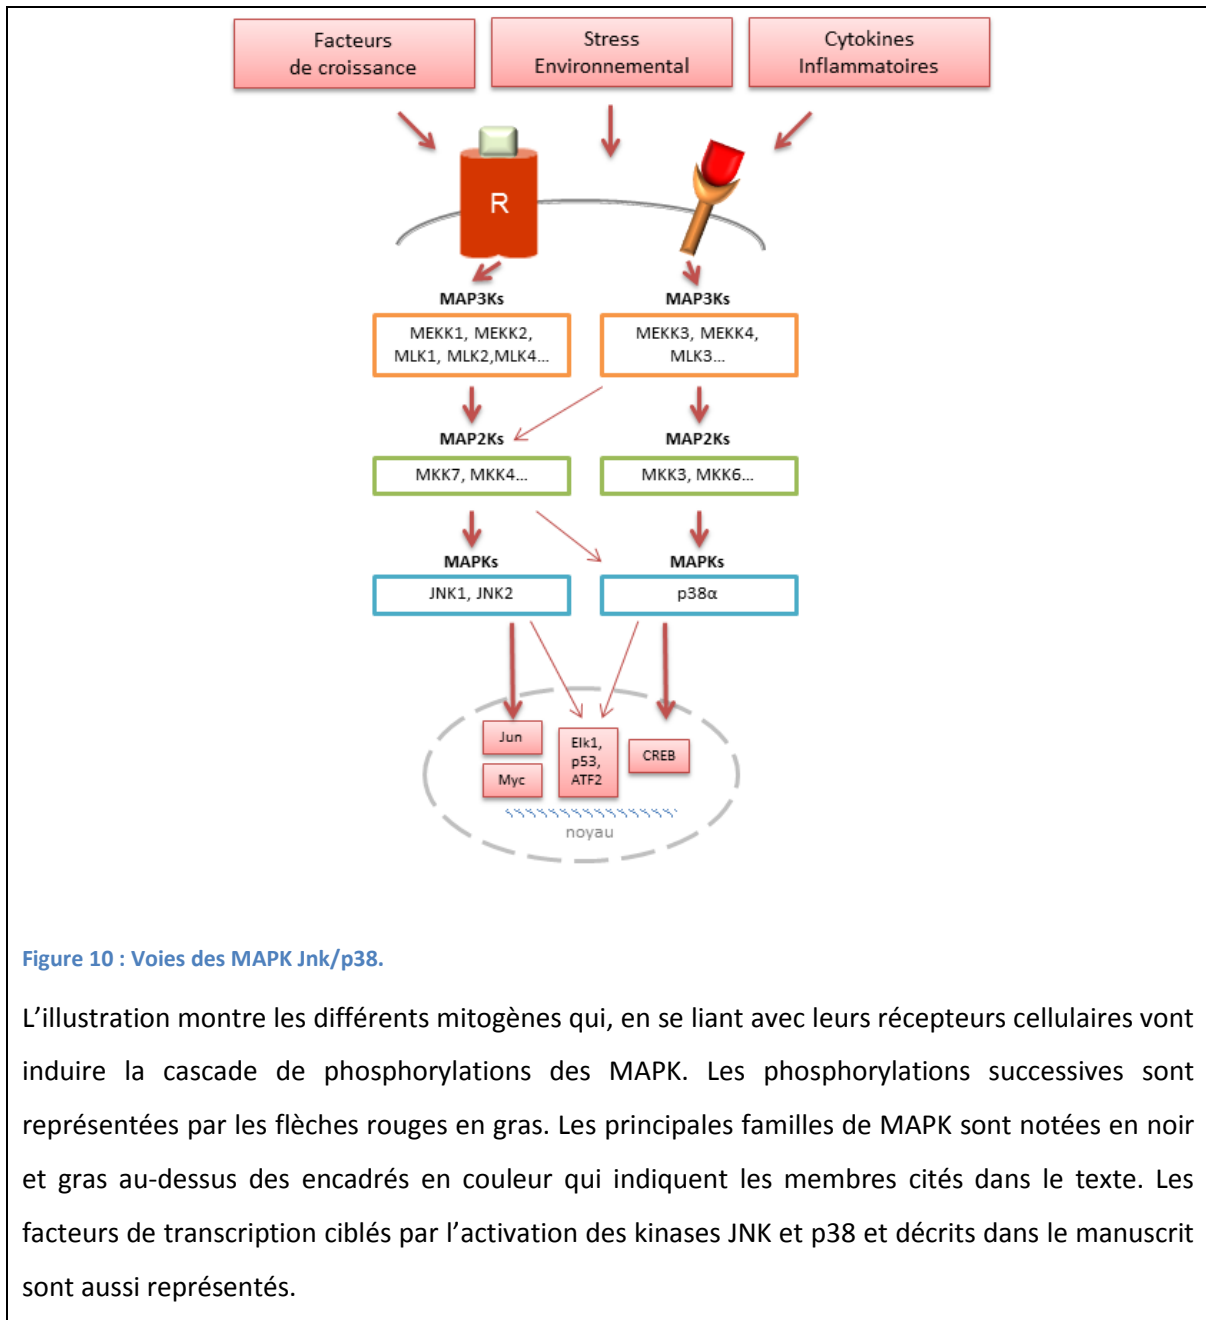 Facteurs
de croissance
Stress
Environnemental
Cytokines
Inflammatoires
R
MAP3Ks
MEKK1, MEKK2,
MLK1, MLK2,MLK4...
MAP3Ks
MEKK3, MEKK4,
MLK3...
MAP2Ks
MKK7, MKK4...
MAP2Ks
MKK3, MKK6...
MAPKs
JNK1, JNK2
MAPKs
p38α
Jun
Myc
Elk1,
p53,
ATF2
CREB
noyau
Figure 10 : Voies des MAPK Jnk/p38.
L’illustration montre les différents mitogènes qui, en se liant avec leurs récepteurs cellulaires vont
induire la cascade de phosphorylations des MAPK. Les phosphorylations successives sont
représentées par les flèches rouges en gras. Les principales familles de MAPK sont notées en noir
et gras au-dessus des encadrés en couleur qui indiquent les membres cités dans le texte. Les
facteurs de transcription ciblés par l’activation des kinases JNK et p38 et décrits dans le manuscrit
sont aussi représentés.